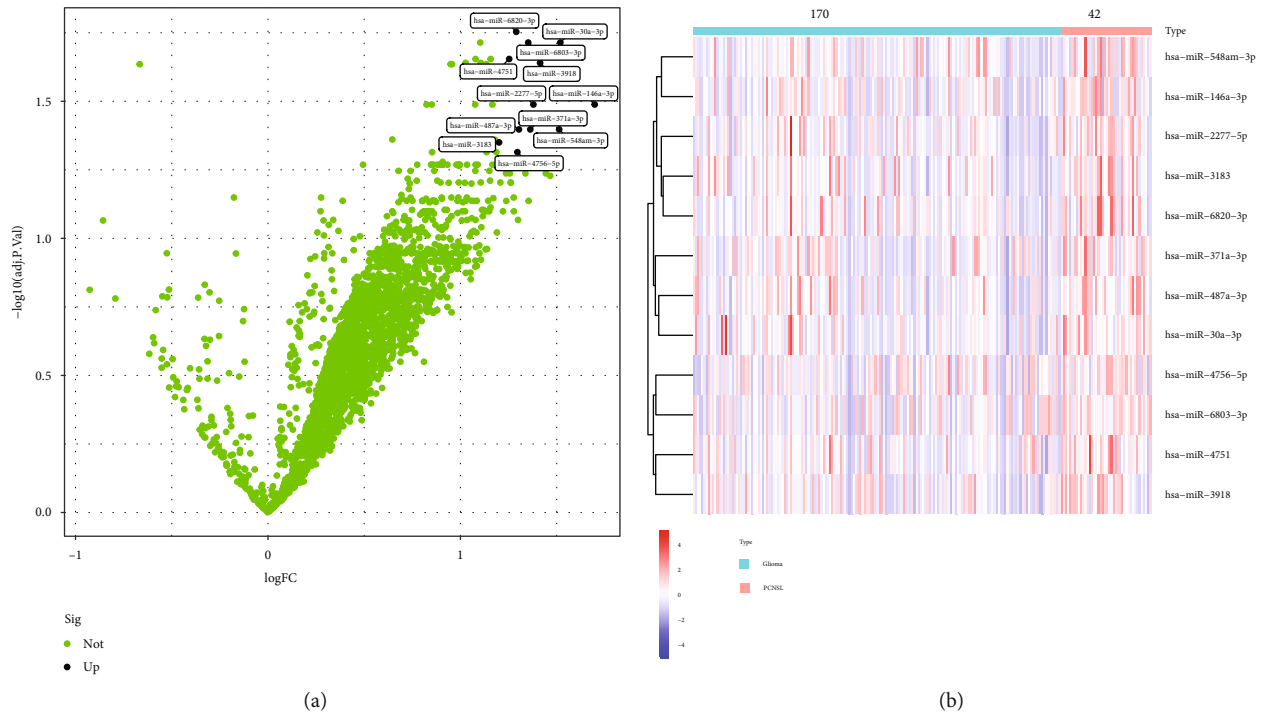 −log10(adj.P.Val)
1.5
1.0
0.5
0.0
hsa−miR−6820−3p
hsa−miR−30a−3p
hsa−miR−6803−3p
hsa−miR−4751
hsa−miR−3918
hsa−miR−2277−5p
hsa−miR−146a−3p
hsa−miR−371a−3p
hsa−miR−487a−3p
hsa−miR−548am−3p
hsa−miR−3183
hsa−miR−4756−5p
−1
0
1
logFC
Sig
Not
Up
(a)
170
42
Type
hsa−miR−548am−3p
hsa−miR−146a−3p
hsa−miR−2277−5p
hsa−miR−3183
hsa−miR−6820−3p
hsa−miR−371a−3p
hsa−miR−487a−3p
hsa−miR−30a−3p
hsa−miR−4756−5p
hsa−miR−6803−3p
hsa−miR−4751
hsa−miR−3918
4
2
0
−2
−4
Type
Glioma
PCNSL
(b)